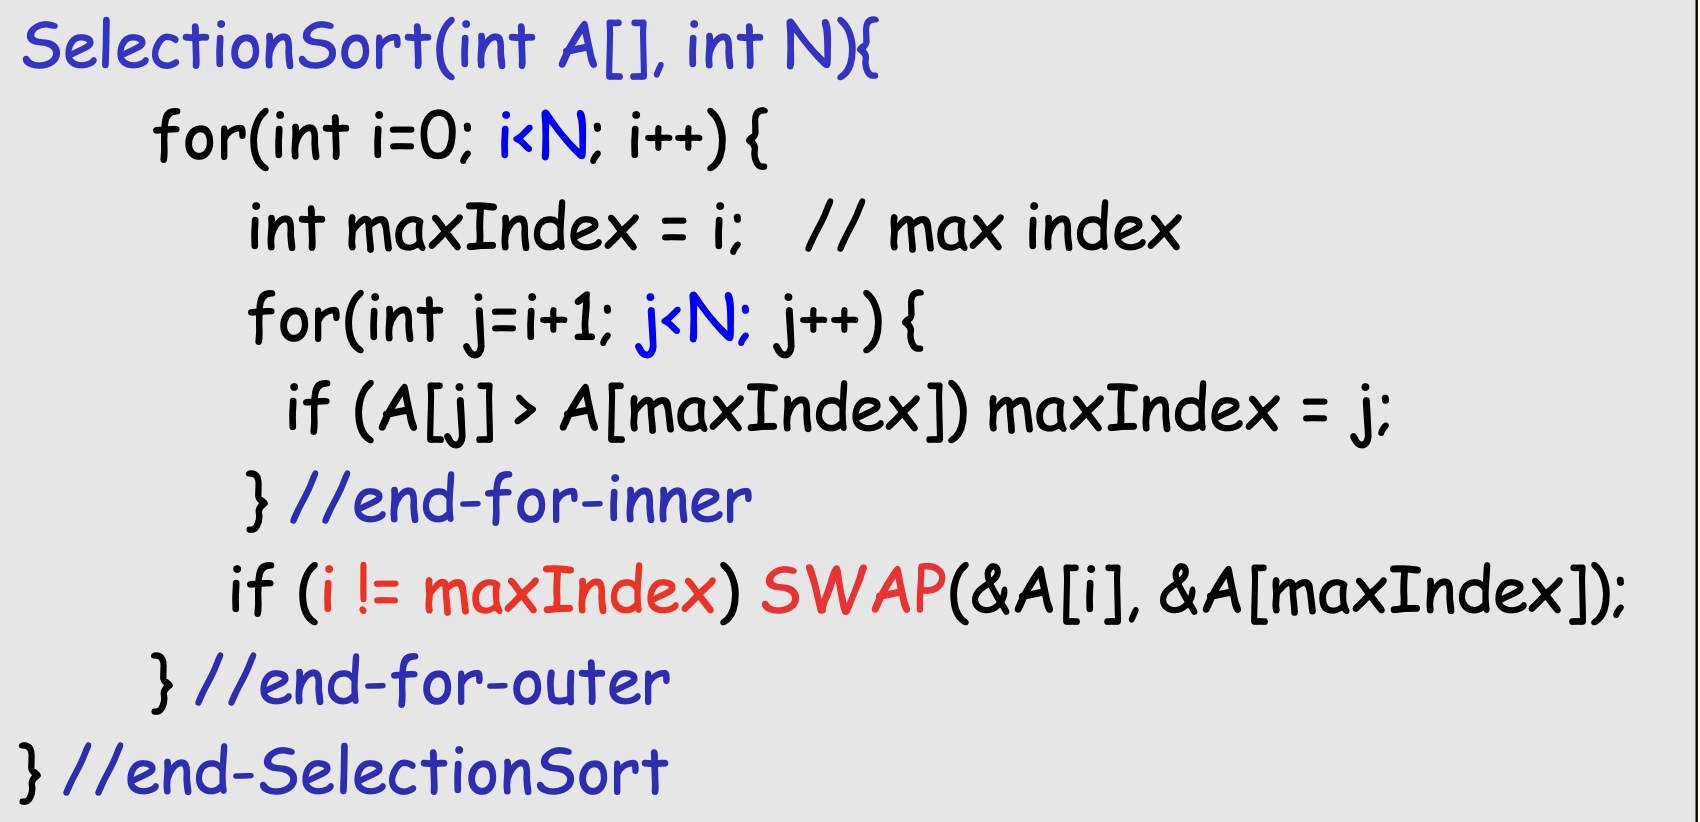 SelectionSort(int A[], int N){
for(int i=0; i<N; i++) {
int maxIndex = i; // max index
for(int j=i+1; j<N; j++) {
if (A[j] > A[maxIndex]) maxIndex = j;
} //end-for-inner
if (i != maxIndex) SWAP(&A[i], &A[maxIndex]);
} //end-for-outer
} //end-SelectionSort